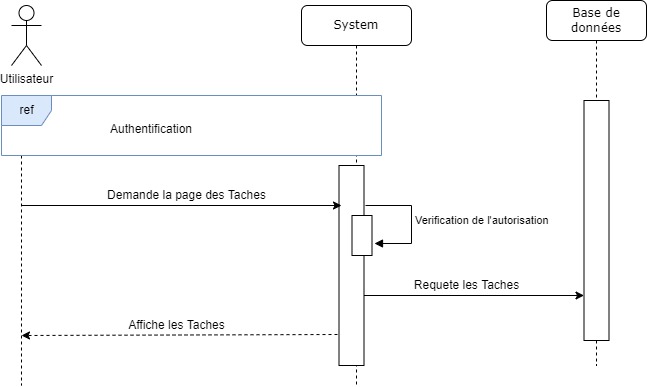 System
Base de
données
Utilisateur
ref
Authentification
Demande la page des Taches
Verification de l'autorisation
Requete les Taches
Affiche les Taches